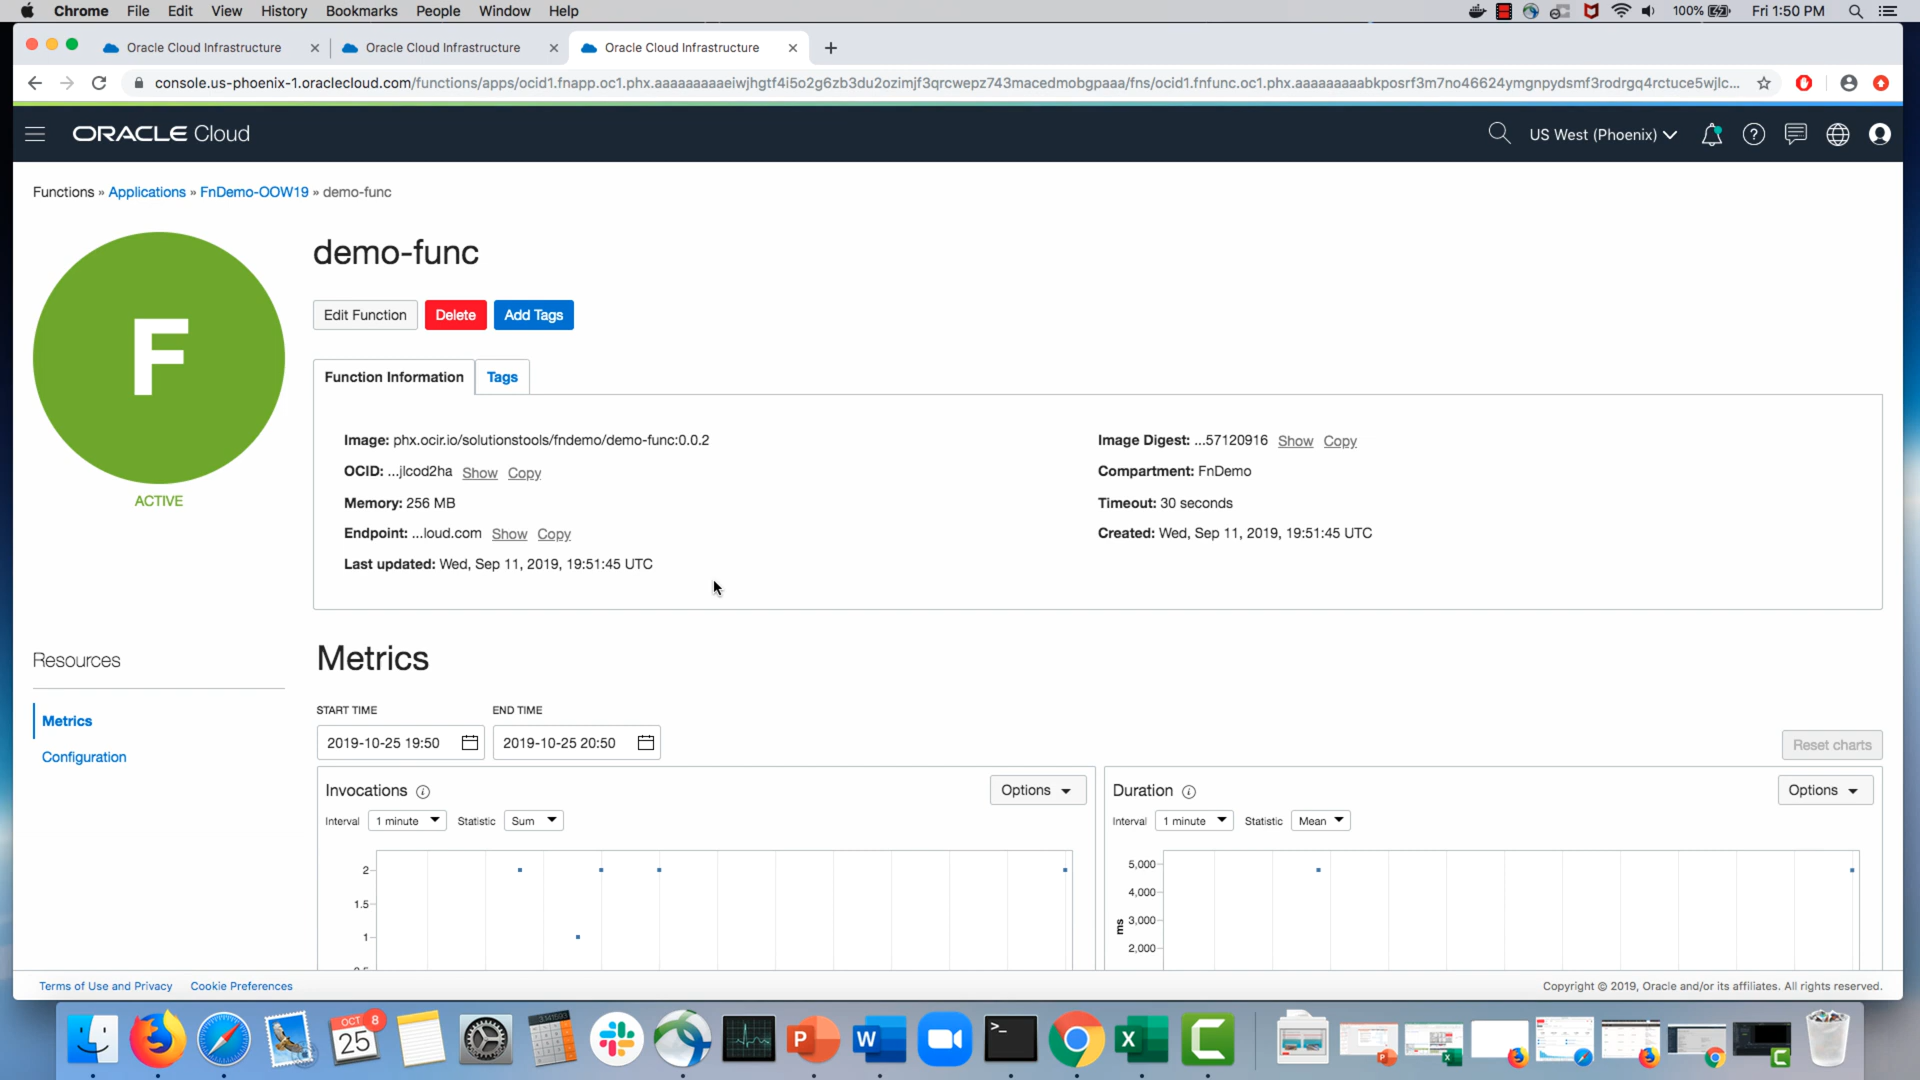 Chrome File Edit View History Bookmarks People Window Help 100% Fri 1:50 PM
Oracle Cloud Infrastructure Oracle Cloud Infrastructure Oracle Cloud Infrastructure
console.us-phoenix-1.oraclecloud.com/functions/apps/ocid1.fnapp.oc1.phx.aaaaaaaaaeiwjhgtf4i5o2g6zb3du2ozimjf3qrcwepz743macedmobgpaaa/fns/ocid1.fnfunc.oc1.phx.aaaaaaaaabkposrf3m7no46624ymgnpydsmf3rodrgq4rctuce5wjlc...
ORACLE Cloud US West (Phoenix)
Functions » Applications » FnDemo-OOW19 » demo-func
F
ACTIVE
demo-func
Edit Function Delete Add Tags
Function Information Tags
Image: phx.ocir.io/solutionstools/fndemo/demo-func:0.0.2
OCID: ...jlcod2ha Show Copy
Memory: 256 MB
Endpoint: ...loud.com Show Copy
Last updated: Wed, Sep 11, 2019, 19:51:45 UTC
Image Digest: ...57120916 Show Copy
Compartment: FnDemo
Timeout: 30 seconds
Created: Wed, Sep 11, 2019, 19:51:45 UTC
Resources
Metrics
Configuration
Metrics
START TIME END TIME
2019-10-25 19:50 2019-10-25 20:50
Reset charts
Invocations Options
Interval 1 minute Statistic Sum
2
1.5
1
Duration Options
Interval 1 minute Statistic Mean
5,000
4,000
3,000
2,000
ms
Terms of Use and Privacy Cookie Preferences
Copyright © 2019, Oracle and/or its affiliates. All rights reserved.
OCT 8
25
P
W
X